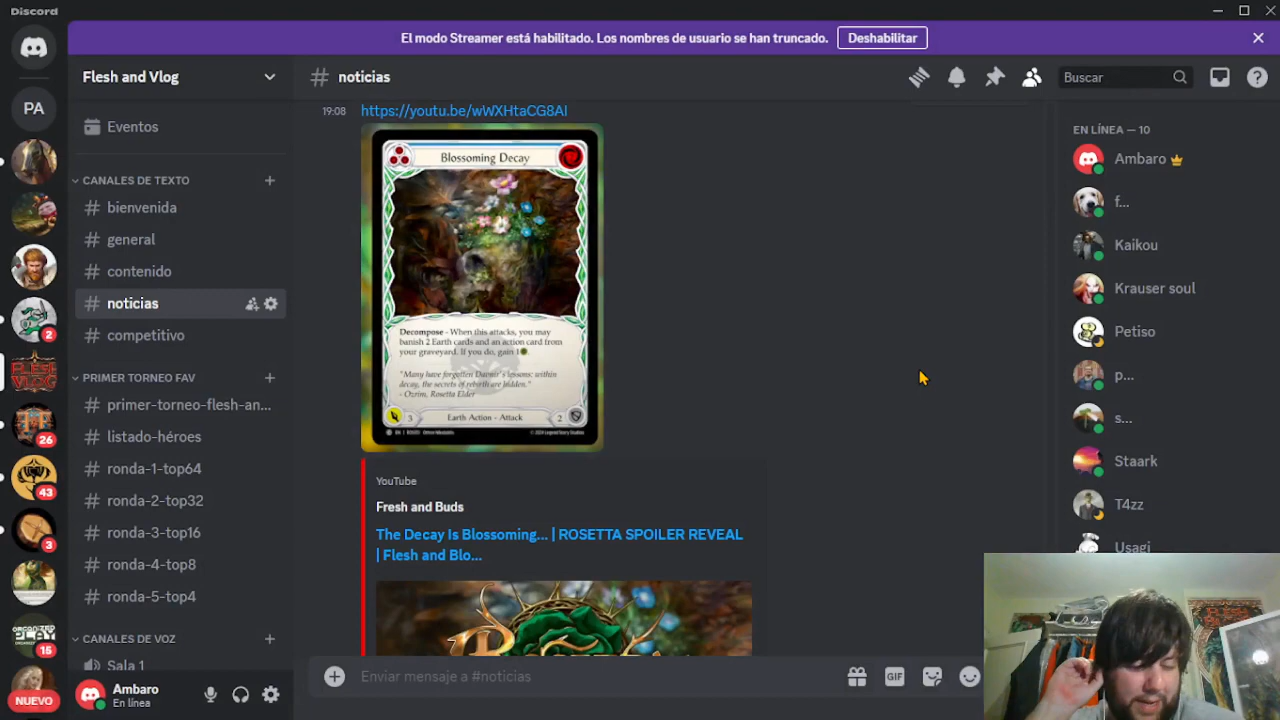 Discord
El modo Streamer está habilitado. Los nombres de usuario se han truncado.
Deshabilitar
PA
2
26
43
3
15
NUEVO
Flesh and Vlog
Eventos
CANALES DE TEXTO
# bienvenida
# general
# contenido
# noticias
# competitivo
PRIMER TORNEO FAV
# primer-torneo-flesh-an...
# listado-héroes
# ronda-1-top64
# ronda-2-top32
# ronda-3-top16
# ronda-4-top8
# ronda-5-top4
CANALES DE VOZ
Sala 1
Ambaro
En línea
# noticias
Buscar
19:08
https://youtu.be/wWXHtaCG8AI
Blossoming Decay
Decompose - When this attacks, you may
banish 2 Earth cards and an action card from
your graveyard. If you do, gain 1
"Many have forgotten
lessons: within
decay, the secrets of rebirth are hidden."
- Ozrim, Rosetta Elder
3
Earth Action - Attack
2
YouTube
Fresh and Buds
The Decay Is Blossoming... | ROSETTA SPOILER REVEAL
| Flesh and Blo...
Enviar mensaje a #noticias
GIF
EN LÍNEA — 10
Ambaro
f...
Kaikou
Krauser soul
Petiso
p...
s...
Staark
T4zz
Usagi